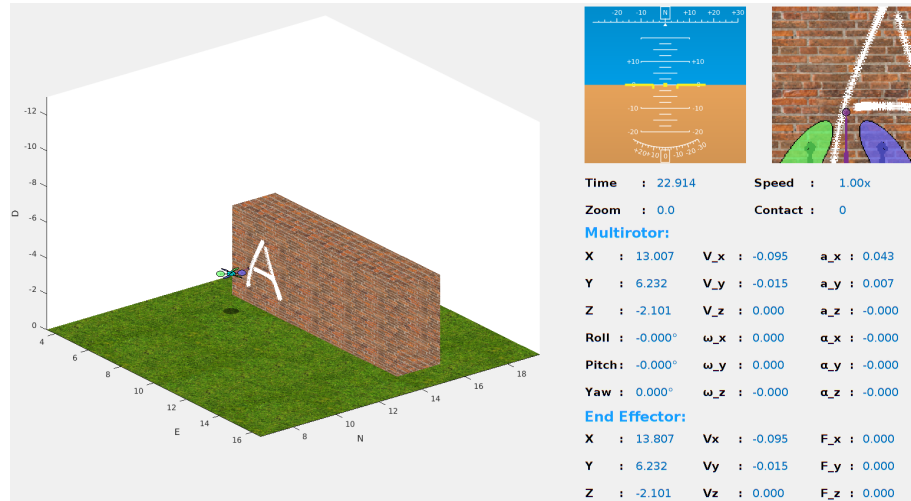 -20 -10 N +10 +20 +30
+10 +10
0 0
-10 -10
-20 -20
+20 +10 0 -10 -20 -30
A
-12
-10
-8
-6
-4
-2
0
4
6
8
10
12
14
16
8
10
12
14
16
18
D
E
N
A
Time : 22.914 Speed : 1.00x
Zoom : 0.0 Contact : 0
Multirotor:
X : 13.007 V_x : -0.095 a_x : 0.043
Y : 6.232 V_y : -0.015 a_y : 0.007
Z : -2.101 V_z : 0.000 a_z : -0.000
Roll : -0.000° ω_x : 0.000 α_x : -0.000
Pitch: -0.000° ω_y : 0.000 α_y : -0.000
Yaw : 0.000° ω_z : -0.000 α_z : -0.000
End Effector:
X : 13.807 Vx : -0.095 F_x : 0.000
Y : 6.232 Vy : -0.015 F_y : 0.000
Z : -2.101 Vz : 0.000 F_z : 0.000